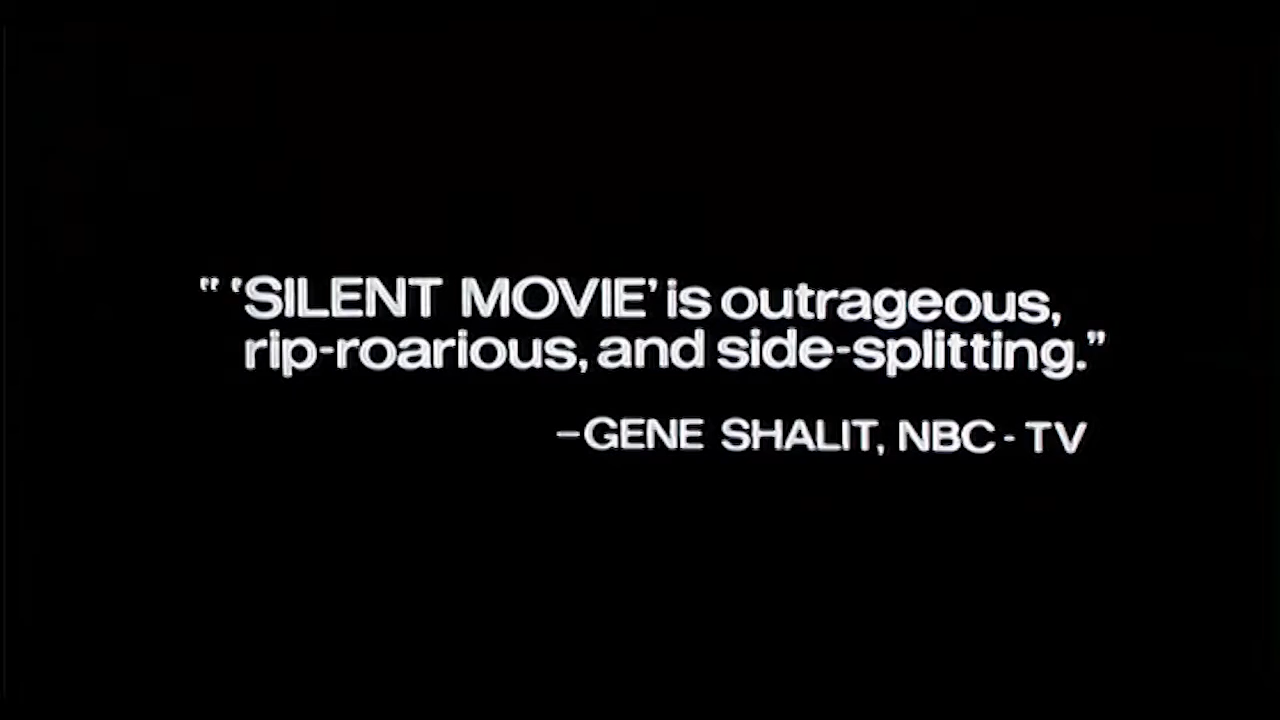 “ ‘SILENT MOVIE’ is outrageous,
rip-roarious, and side-splitting.”
–GENE SHALIT, NBC - TV